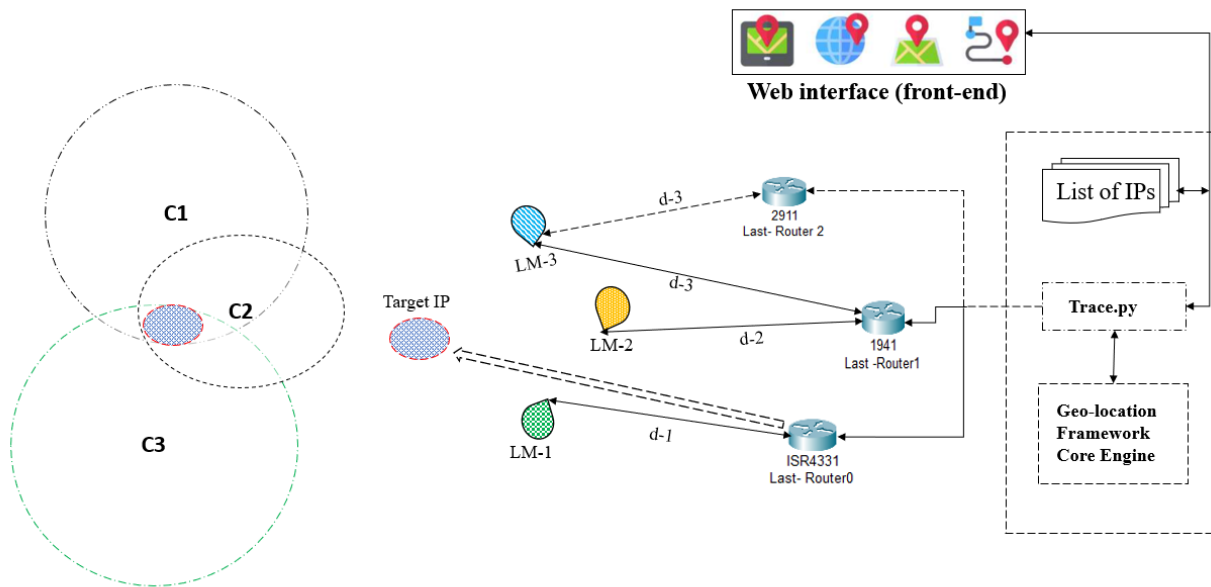 Web interface (front-end)
C1
C2
C3
Target IP
LM-3
d-3
2911
Last- Router 2
d-3
LM-2
d-2
1941
Last -Router1
LM-1
d-1
ISR4331
Last- Router0
List of IPs
Trace.py
Geo-location
Framework
Core Engine